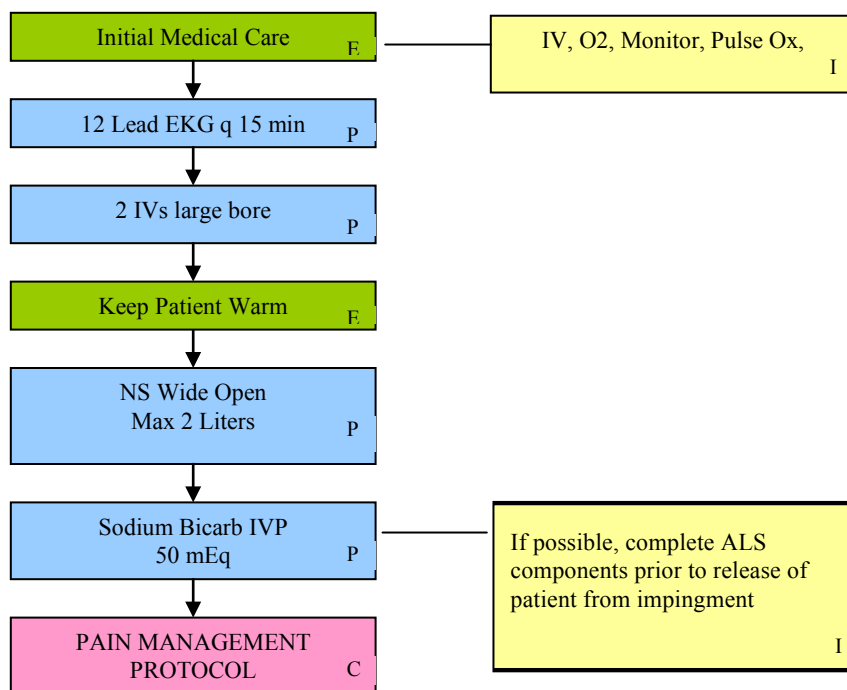 Initial Medical Care
E
IV, O2, Monitor, Pulse Ox,
I
12 Lead EKG q 15 min
P
2 IVs large bore
P
Keep Patient Warm
E
NS Wide Open
Max 2 Liters
P
Sodium Bicarb IVP
50 mEq
P
If possible, complete ALS
components prior to release of
patient from impingment
I
PAIN MANAGEMENT
PROTOCOL
C